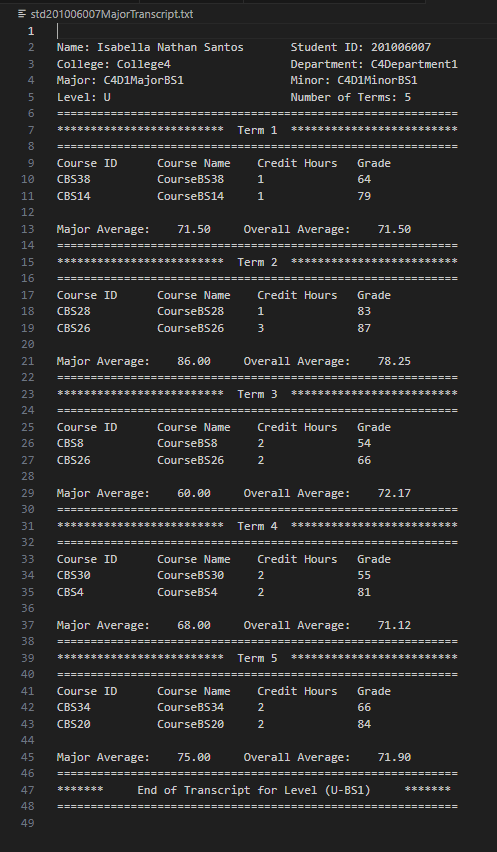 std201006007MajorTranscript.txt
1
2 Name: Isabella Nathan Santos Student ID: 201006007
3 College: College4 Department: C4Department1
4 Major: C4D1MajorBS1 Minor: C4D1MinorBS1
5 Level: U Number of Terms: 5
6 ============================================================
7 ************************* Term 1 *************************
8 ============================================================
9 Course ID Course Name Credit Hours Grade
10 CBS38 CourseBS38 1 64
11 CBS14 CourseBS14 1 79
12
13 Major Average: 71.50 Overall Average: 71.50
14 ============================================================
15 ************************* Term 2 *************************
16 ============================================================
17 Course ID Course Name Credit Hours Grade
18 CBS28 CourseBS28 1 83
19 CBS26 CourseBS26 3 87
20
21 Major Average: 86.00 Overall Average: 78.25
22 ============================================================
23 ************************* Term 3 *************************
24 ============================================================
25 Course ID Course Name Credit Hours Grade
26 CBS8 CourseBS8 2 54
27 CBS26 CourseBS26 2 66
28
29 Major Average: 60.00 Overall Average: 72.17
30 ============================================================
31 ************************* Term 4 *************************
32 ============================================================
33 Course ID Course Name Credit Hours Grade
34 CBS30 CourseBS30 2 55
35 CBS4 CourseBS4 2 81
36
37 Major Average: 68.00 Overall Average: 71.12
38 ============================================================
39 ************************* Term 5 *************************
40 ============================================================
41 Course ID Course Name Credit Hours Grade
42 CBS34 CourseBS34 2 66
43 CBS20 CourseBS20 2 84
44
45 Major Average: 75.00 Overall Average: 71.90
46 ============================================================
47 ******* End of Transcript for Level (U-BS1) *******
48 ============================================================
49